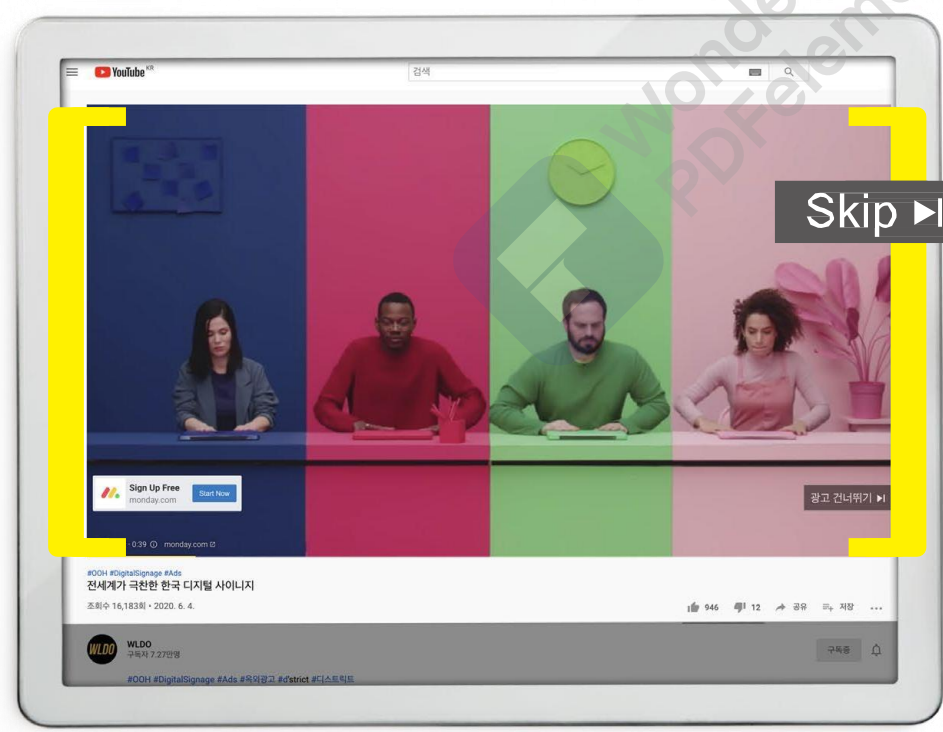 YouTube KR
검색
Wonde
PDFeleme
Skip
Sign Up Free
monday.com
Start Now
광고 건너뛰기
· 0:39 monday.com
#OOH #DigitalSignage #Ads
전세계가 극찬한 한국 디지털 사이니지
조회수 16,183회 • 2020. 6. 4.
946 12 공유 저장
WLDO
WLDO
구독자 7.27만명
구독중
#OOH #DigitalSignage #Ads #옥외광고 #d'strict #디스트릭트